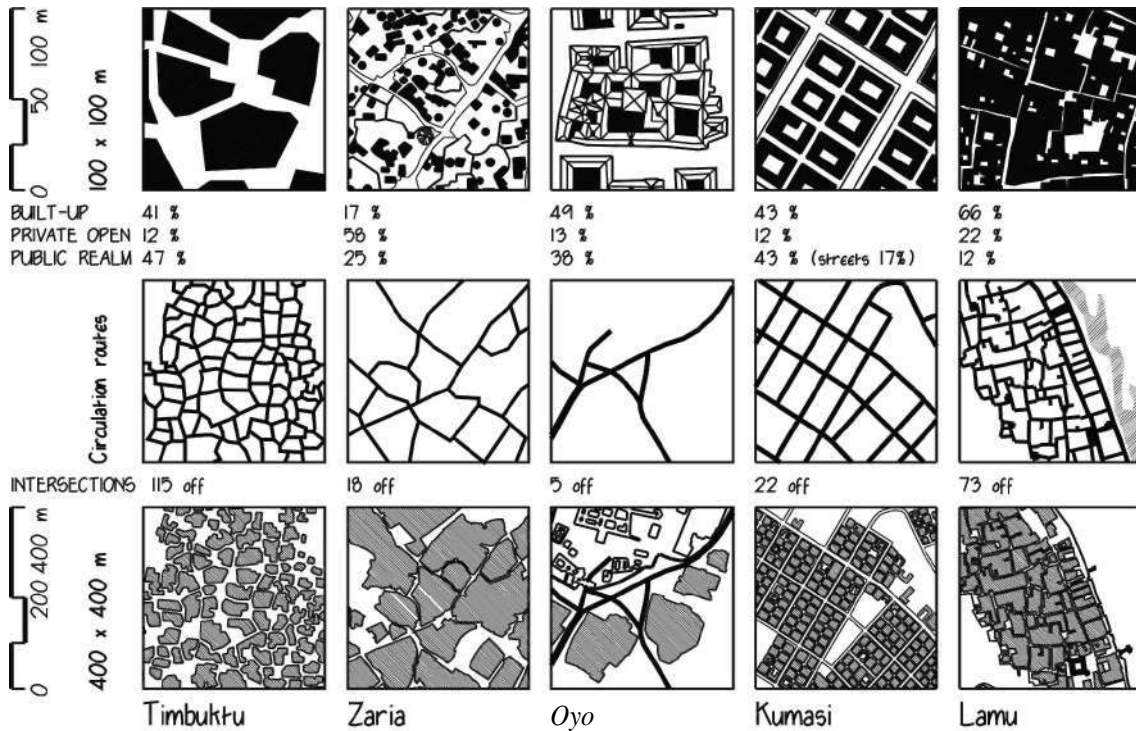 0 50 100 m
100 x 100 m
BUILT-UP 41 % 17 % 49 % 43 % 66 %
PRIVATE OPEN 12 % 58 % 13 % 12 % 22 %
PUBLIC REALM 47 % 25 % 38 % 43 % (streets 17%) 12 %
Circulation routes
INTERSECTIONS 115 off 18 off 5 off 22 off 73 off
0 200 400 m
400 x 400 m
Timbuktu Zaria Oyo Kumasi Lamu